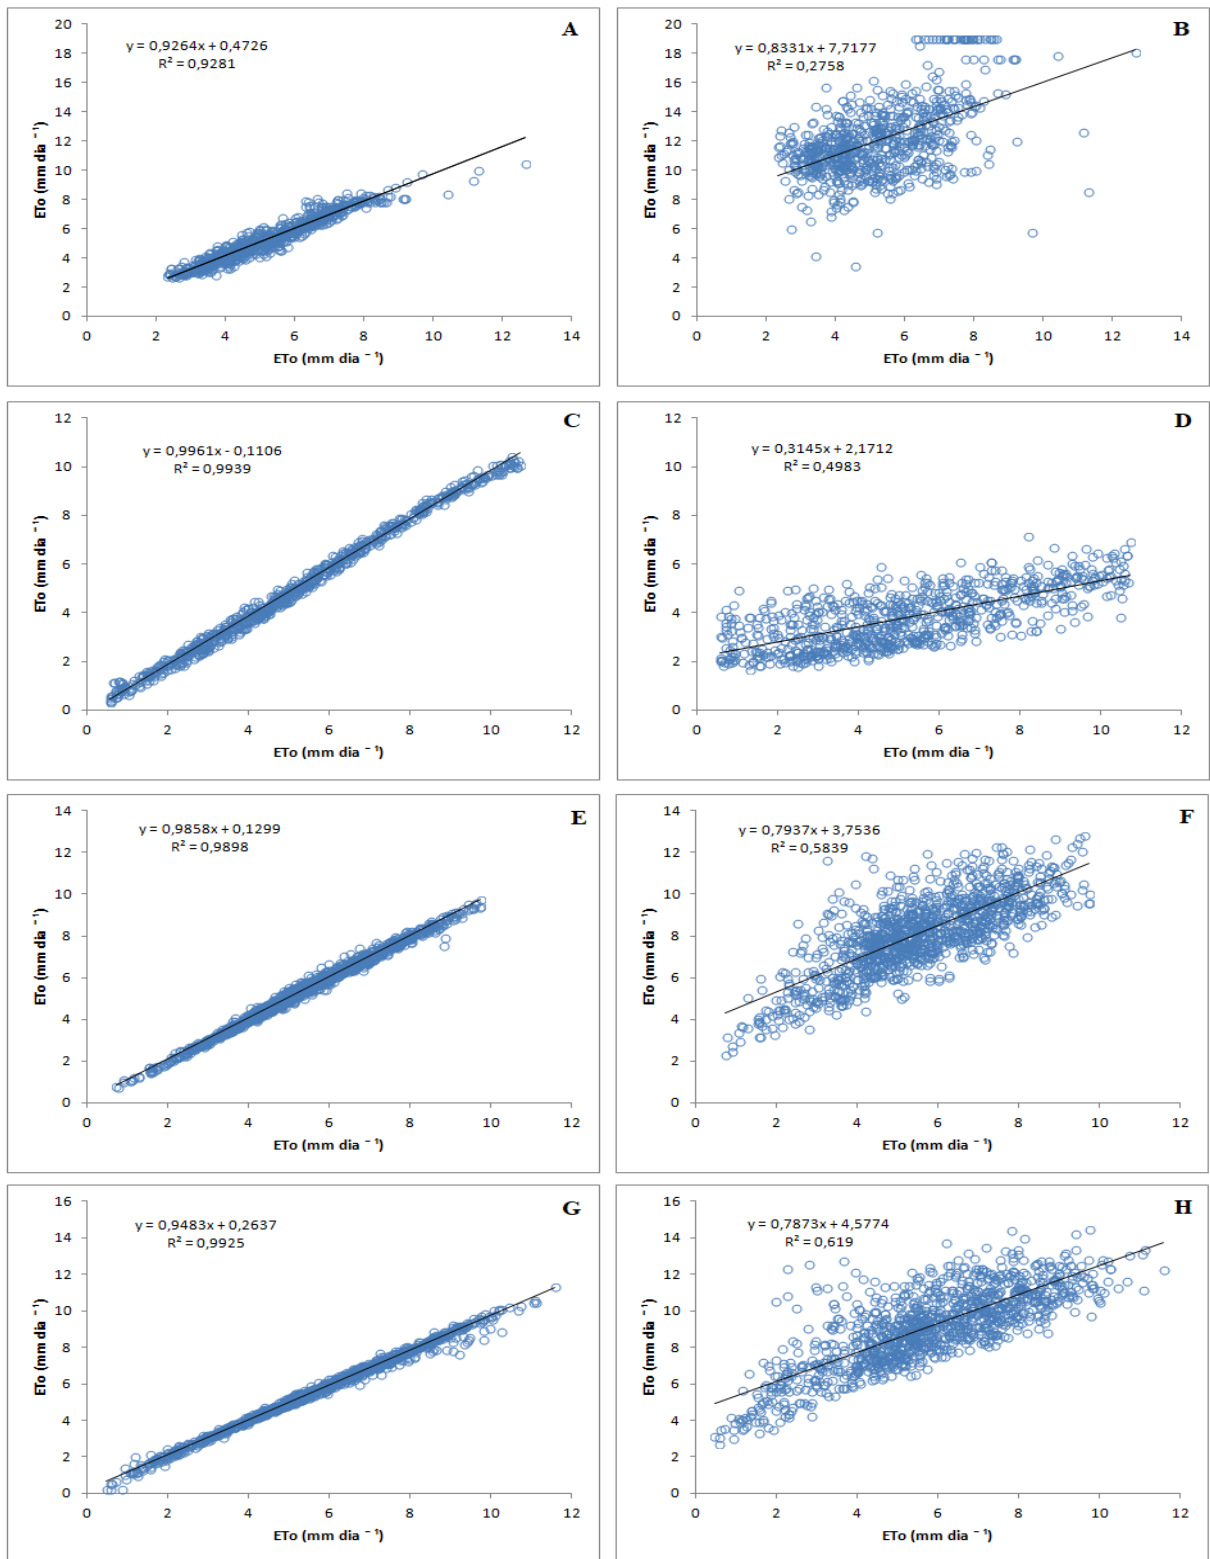 A
y = 0,9264x + 0,4726
R² = 0,9281
ETo (mm dia ⁻¹)
20
18
16
14
12
10
8
6
4
2
0
0 2 4 6 8 10 12 14
ETo (mm dia ⁻¹)
B
y = 0,8331x + 7,7177
R² = 0,2758
ETo (mm dia ⁻¹)
20
18
16
14
12
10
8
6
4
2
0
0 2 4 6 8 10 12 14
ETo (mm dia ⁻¹)
C
y = 0,9961x - 0,1106
R² = 0,9939
ETo (mm dia ⁻¹)
12
10
8
6
4
2
0
0 2 4 6 8 10 12
ETo (mm dia ⁻¹)
D
y = 0,3145x + 2,1712
R² = 0,4983
ETo (mm dia ⁻¹)
12
10
8
6
4
2
0
0 2 4 6 8 10 12
ETo (mm dia ⁻¹)
E
y = 0,9858x + 0,1299
R² = 0,9898
ETo (mm dia ⁻¹)
14
12
10
8
6
4
2
0
0 2 4 6 8 10 12
ETo (mm dia ⁻¹)
F
y = 0,7937x + 3,7536
R² = 0,5839
ETo (mm dia ⁻¹)
14
12
10
8
6
4
2
0
0 2 4 6 8 10 12
ETo (mm dia ⁻¹)
G
y = 0,9483x + 0,2637
R² = 0,9925
ETo (mm dia ⁻¹)
16
14
12
10
8
6
4
2
0
0 2 4 6 8 10 12
ETo (mm dia ⁻¹)
H
y = 0,7873x + 4,5774
R² = 0,619
ETo (mm dia ⁻¹)
16
14
12
10
8
6
4
2
0
0 2 4 6 8 10 12
ETo (mm dia ⁻¹)